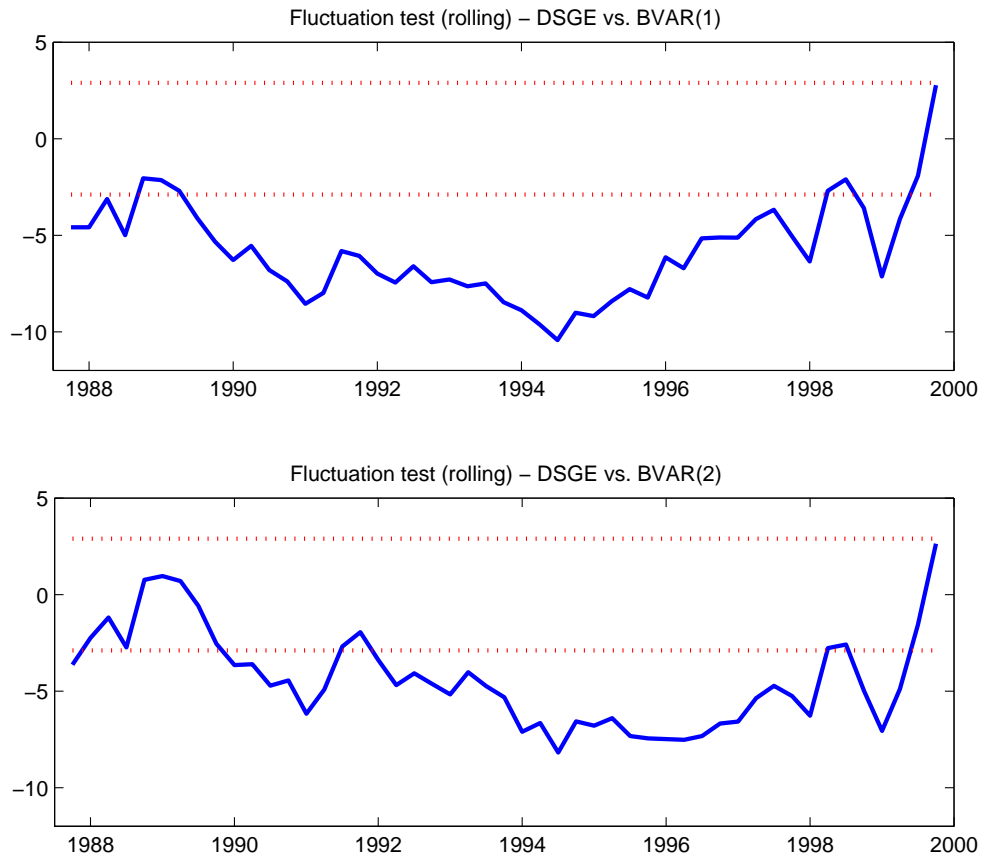 Fluctuation test (rolling) – DSGE vs. BVAR(1)
5
0
−5
−10
1988 1990 1992 1994 1996 1998 2000
Fluctuation test (rolling) – DSGE vs. BVAR(2)
5
0
−5
−10
1988 1990 1992 1994 1996 1998 2000